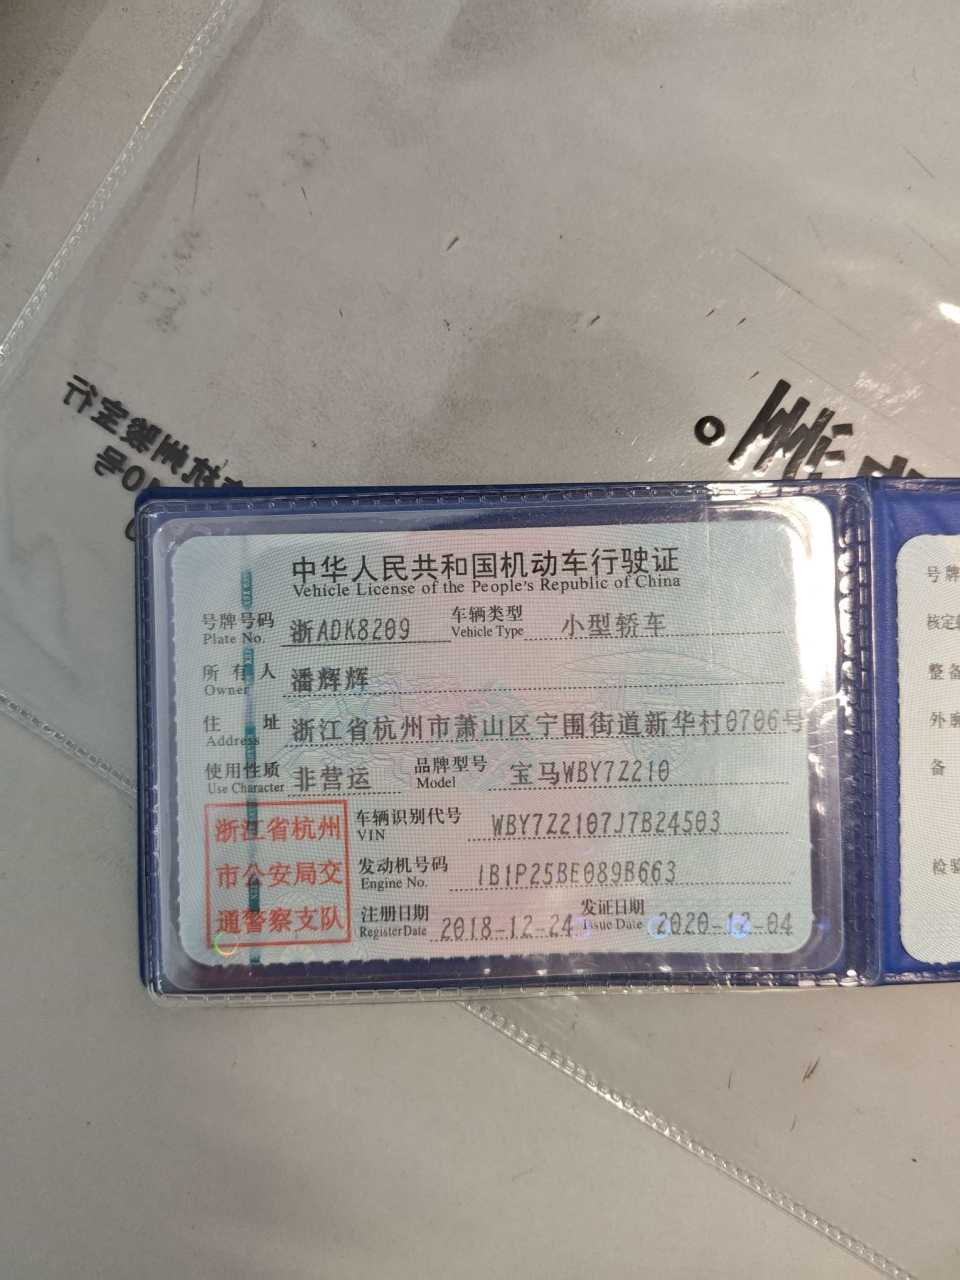 中华人民共和国机动车行驶证
Vehicle License of the People's Republic of China
号牌号码 浙ADK8209 车辆类型 小型轿车
Plate No. Vehicle Type
所有人 潘辉辉
Owner
住址 浙江省杭州市萧山区宁围街道新华村0706号
Address
使用性质 非营运 品牌型号 宝马WBY7Z210
Use Character Model
浙江省杭州
市公安局交
通警察支队
车辆识别代号 WBY7Z2107J7B24503
VIN
发动机号码 1B1P25BE089B663
Engine No.
注册日期 2018-12-24 发证日期 2020-12-04
Register Date Issue Date
号牌
核定
整备
外廓
备
检验